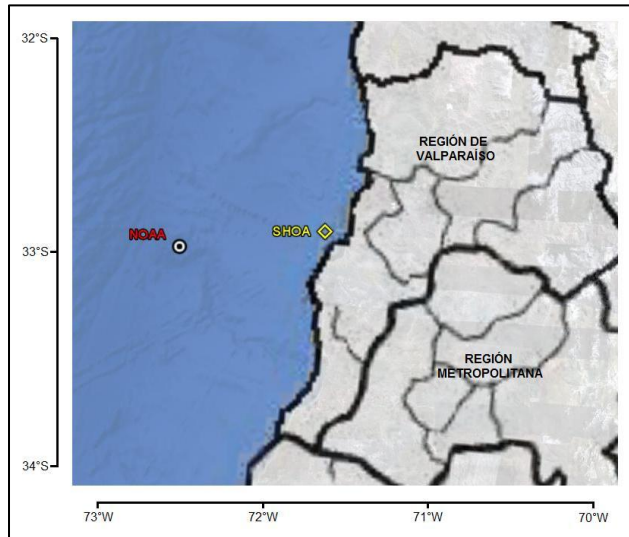 32°S
REGIÓN DE
VALPARAÍSO
NOAA
SHOA
33°S
REGIÓN
METROPOLITANA
34°S
73°W 72°W 71°W 70°W